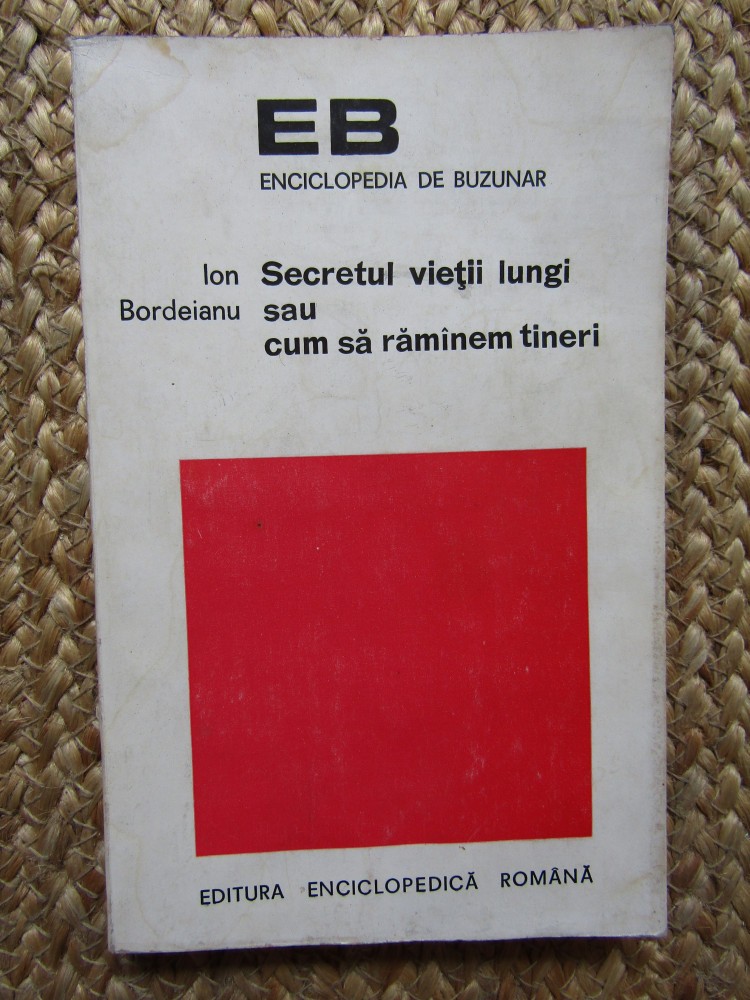 EB
ENCICLOPEDIA DE BUZUNAR
Ion
Bordeianu
Secretul vieţii lungi
sau
cum să rămînem tineri
EDITURA ENCICLOPEDICĂ ROMÂNĂ